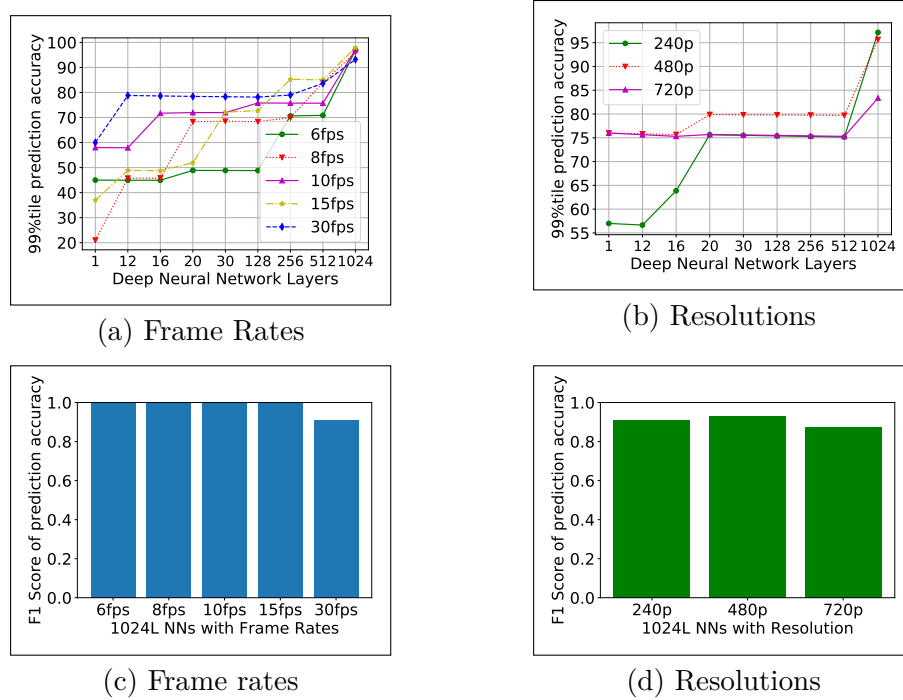 99%tile prediction accuracy
100
90
80
70
60
50
40
30
20
6fps
8fps
10fps
15fps
30fps
1 12 16 20 30 128 256 512 1024
Deep Neural Network Layers
(a) Frame Rates
99%tile prediction accuracy
95
90
85
80
75
70
65
60
55
240p
480p
720p
1 12 16 20 30 128 256 512 1024
Deep Neural Network Layers
(b) Resolutions
F1 Score of prediction accuracy
1.0
0.8
0.6
0.4
0.2
0.0
6fps 8fps 10fps 15fps 30fps
1024L NNs with Frame Rates
(c) Frame rates
F1 Score of prediction accuracy
1.0
0.8
0.6
0.4
0.2
0.0
240p 480p 720p
1024L NNs with Resolution
(d) Resolutions